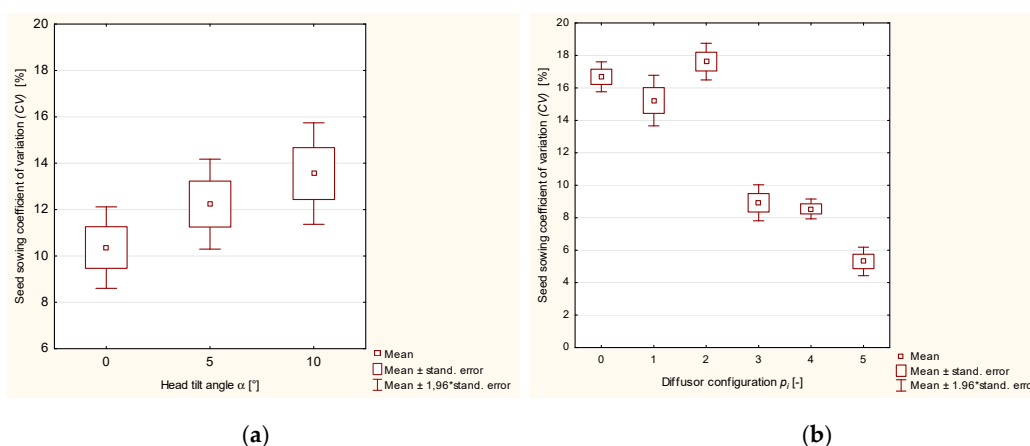 20
18
16
14
12
10
8
6
Seed sowing coefficient of variation (CV) [%]
0
5
10
Head tilt angle α [°]
Mean
Mean ± stand. error
Mean ± 1,96*stand. error
(a)
20
18
16
14
12
10
8
6
4
2
0
Seed sowing coefficient of variation (CV) [%]
0
1
2
3
4
5
Diffusor configuration pi [-]
Mean
Mean ± stand. error
Mean ± 1.96*stand. error
(b)